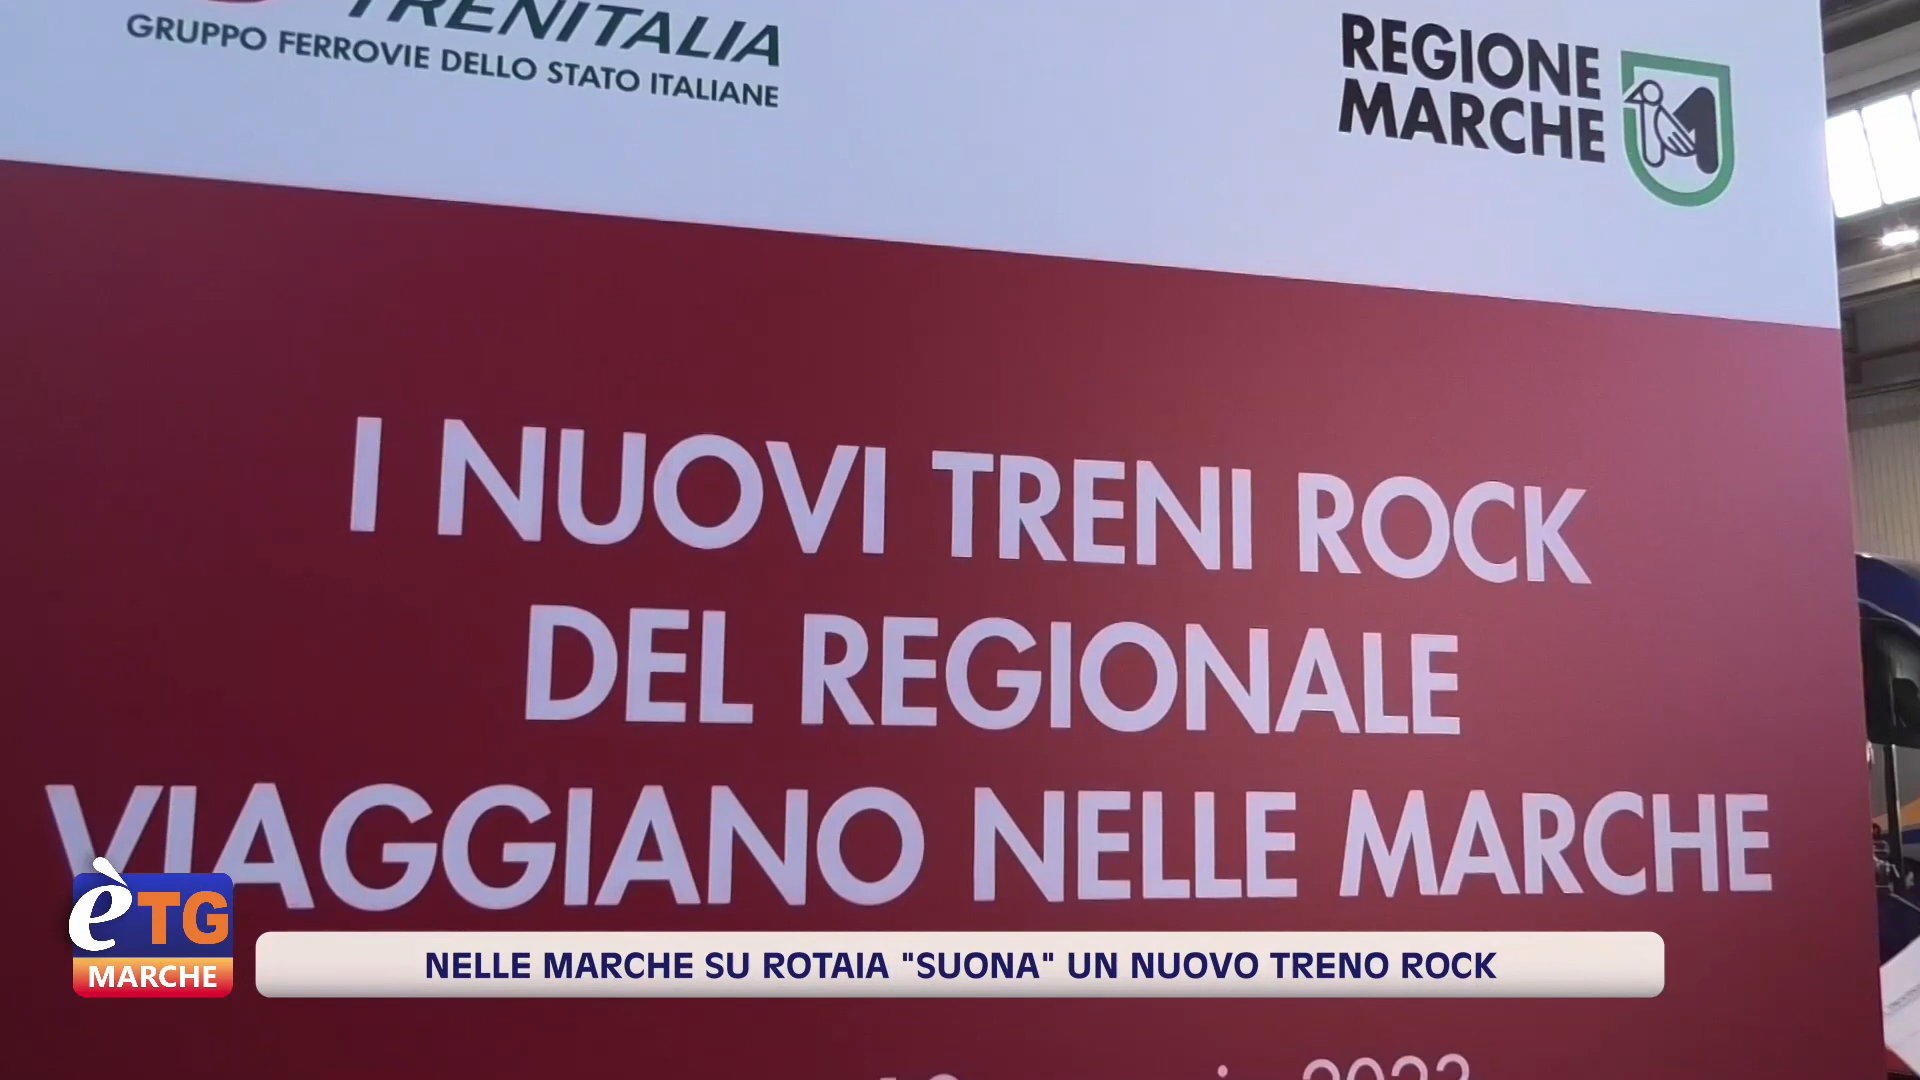 TRENITALIA
GRUPPO FERROVIE DELLO STATO ITALIANE
REGIONE
MARCHE
I NUOVI TRENI ROCK
DEL REGIONALE
VIAGGIANO NELLE MARCHE
èTG
MARCHE
NELLE MARCHE SU ROTAIA "SUONA" UN NUOVO TRENO ROCK